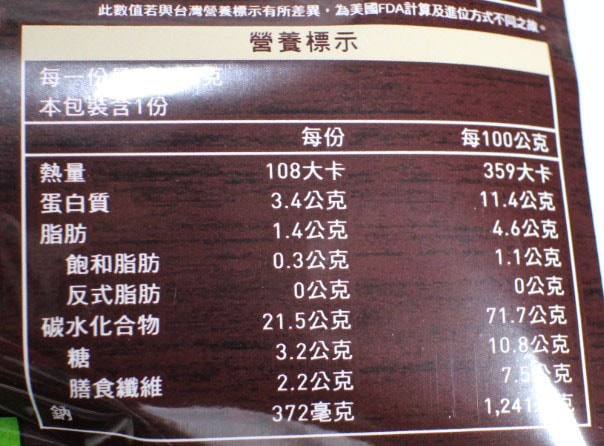 此數值若與台灣營養標示有所差異，為美國FDA計算及進位方式不同之故。
營養標示
每一份 克
本包裝含1份
每份 每100公克
熱量 108大卡 359大卡
蛋白質 3.4公克 11.4公克
脂肪 1.4公克 4.6公克
飽和脂肪 0.3公克 1.1公克
反式脂肪 0公克 0公克
碳水化合物 21.5公克 71.7公克
糖 3.2公克 10.8公克
膳食纖維 2.2公克 7.5 克
鈉 372毫克 1,241 克